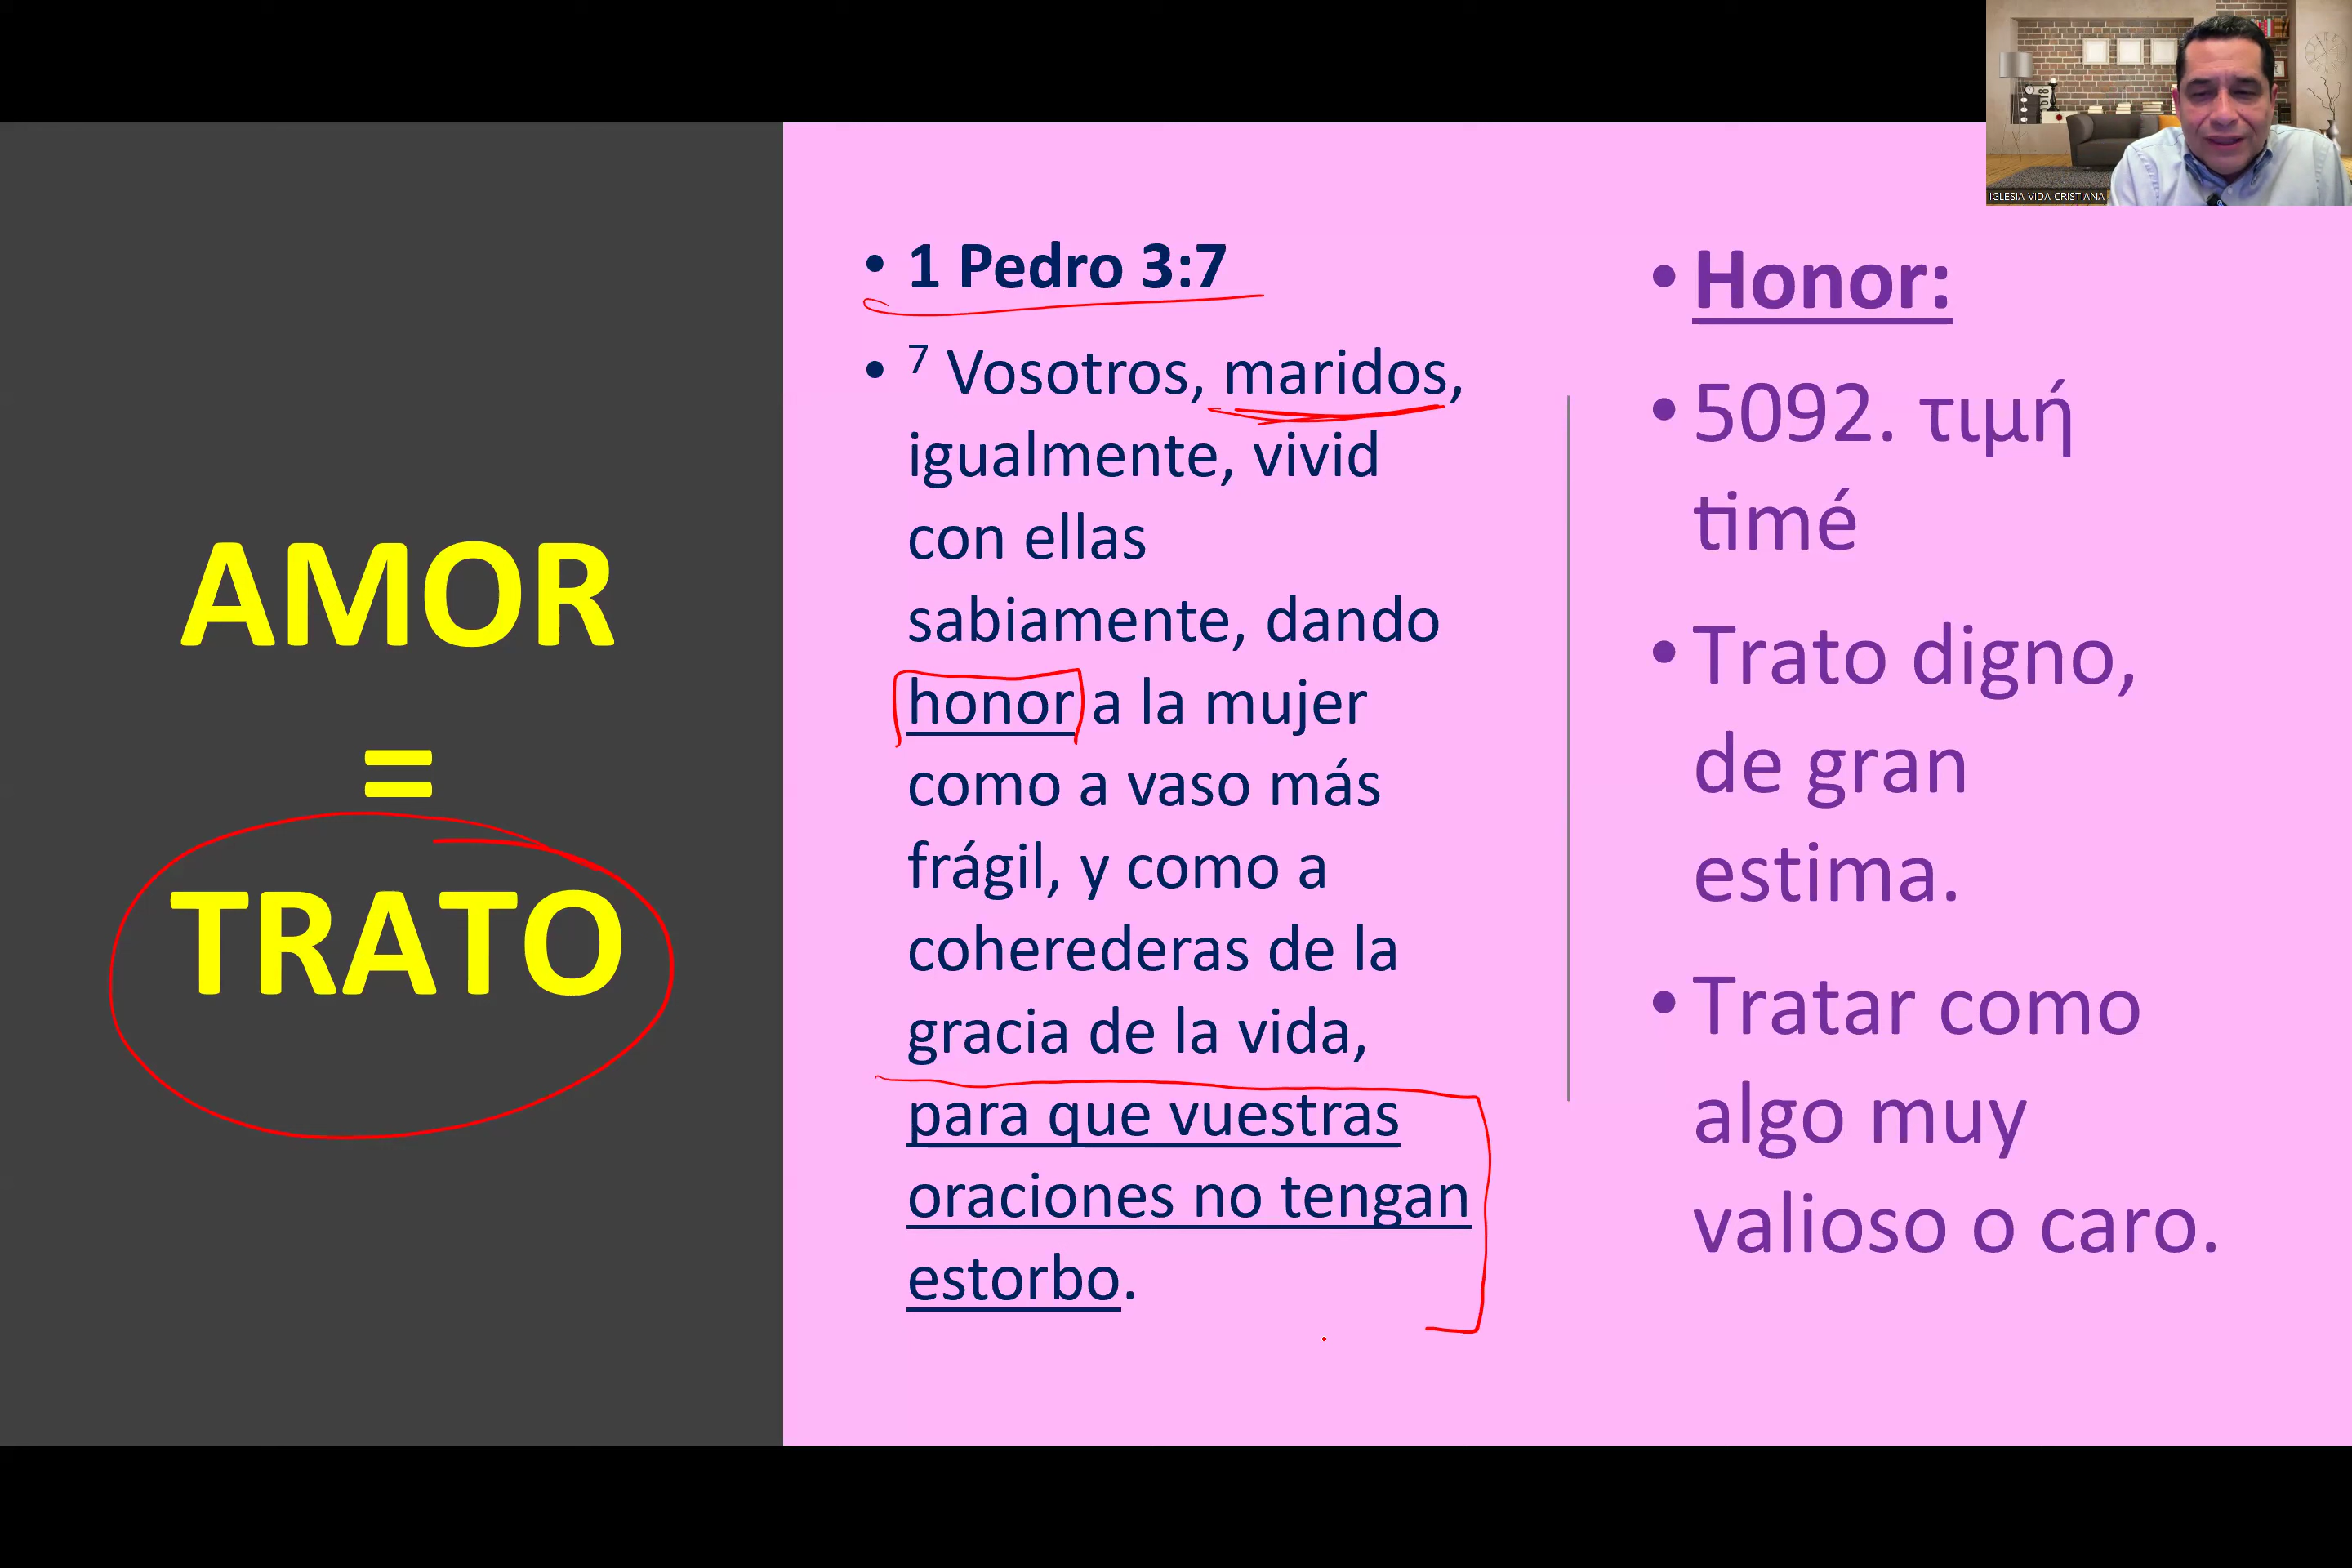 AMOR
=
TRATO
• 1 Pedro 3:7
• 7 Vosotros, maridos,
igualmente, vivid
con ellas
sabiamente, dando
honor a la mujer
como a vaso más
frágil, y como a
coherederas de la
gracia de la vida,
para que vuestras
oraciones no tengan
estorbo.
• Honor:
• 5092. τιμή
timé
• Trato digno,
de gran
estima.
• Tratar como
algo muy
valioso o caro.
IGLESIA VIDA CRISTIANA